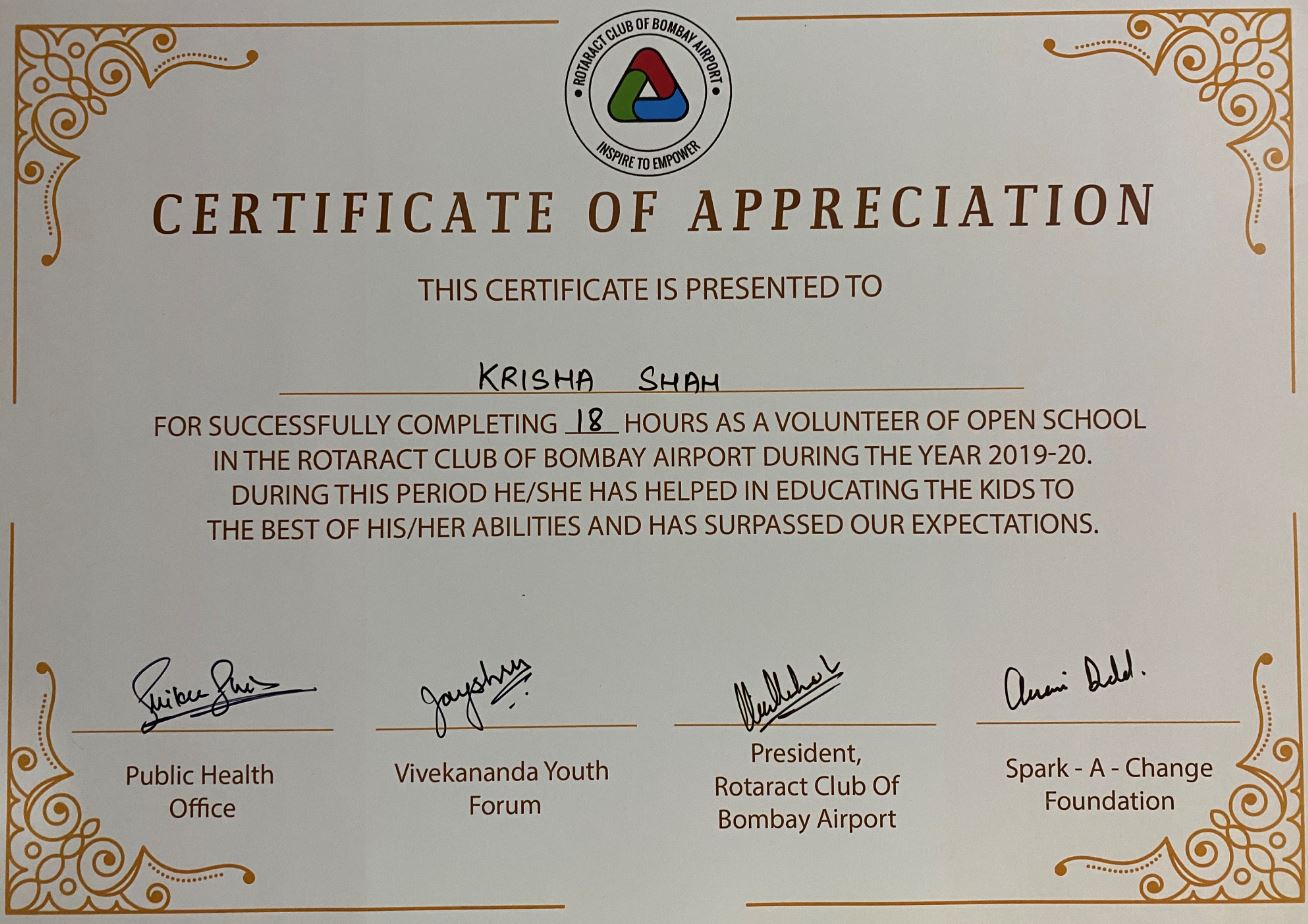 ROTARACT CLUB OF BOMBAY AIRPORT
INSPIRE TO EMPOWER
CERTIFICATE OF APPRECIATION
THIS CERTIFICATE IS PRESENTED TO
KRISHA SHAH
FOR SUCCESSFULLY COMPLETING 18 HOURS AS A VOLUNTEER OF OPEN SCHOOL
IN THE ROTARACT CLUB OF BOMBAY AIRPORT DURING THE YEAR 2019-20.
DURING THIS PERIOD HE/SHE HAS HELPED IN EDUCATING THE KIDS TO
THE BEST OF HIS/HER ABILITIES AND HAS SURPASSED OUR EXPECTATIONS.
Public Health
Office
Vivekananda Youth
Forum
President,
Rotaract Club Of
Bombay Airport
Spark - A - Change
Foundation